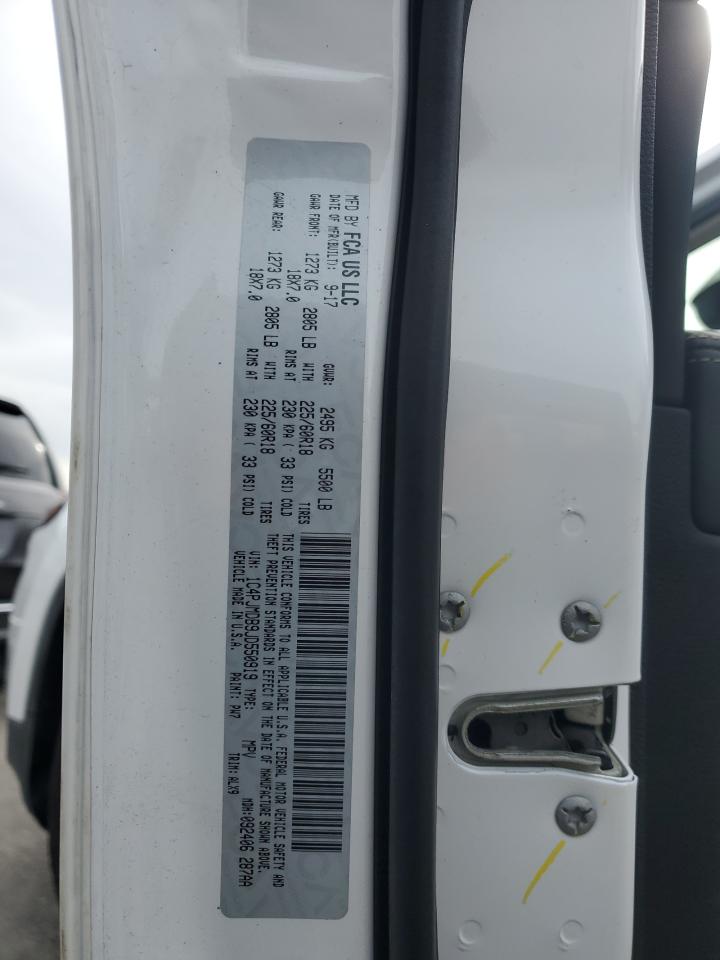 MFD BY FCA US LLC
DATE OF MFR(BUILT): 9-17 GVWR: 2495 KG 5500 LB
GAWR FRONT: 1273 KG 2805 LB WITH 225/60R18 TIRES
18X7.0 RIMS AT 230 KPA ( 33 PSI) COLD
GAWR REAR: 1273 KG 2805 LB WITH 225/60R18 TIRES
18X7.0 RIMS AT 230 KPA ( 33 PSI) COLD
THIS VEHICLE CONFORMS TO ALL APPLICABLE U.S.A. FEDERAL MOTOR VEHICLE SAFETY AND
THEFT PREVENTION STANDARDS IN EFFECT ON THE DATE OF MANUFACTURE SHOWN ABOVE.
VIN: 1C4PJMDB9JD550919 TYPE: MPV MDH:092406 287AA
VEHICLE MADE IN U.S.A. PAINT: PW7 TRIM: ALX9